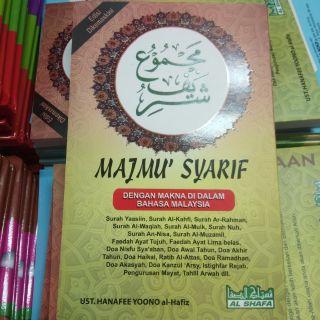 Edisi
Dikemaskini
مجموع
شريف
MAJMU' SYARIF
DENGAN MAKNA DI DALAM
BAHASA MALAYSIA
Surah Yaasiin, Surah Al-Kahfi, Surah Ar-Rahman,
Surah Al-Waqiah, Surah Al-Mulk, Surah Nuh,
Surah An-Nisa, Surah Al-Muzamil,
Faedah Ayat Tujuh, Faedah Ayat Lima belas,
Doa Nisfu Sya'aban, Doa Awal Tahun, Doa Akhir
Tahun, Doa Haikal, Ratib Al-Attas, Doa Ramadhan,
Doa Akasyah, Doa Kanzul 'Arsy, Istighfar Rejab,
Pengurusan Mayat, Tahlil Arwah dll.
UST. HANAFEE YOONO al-Hafiz
AL SHAFA